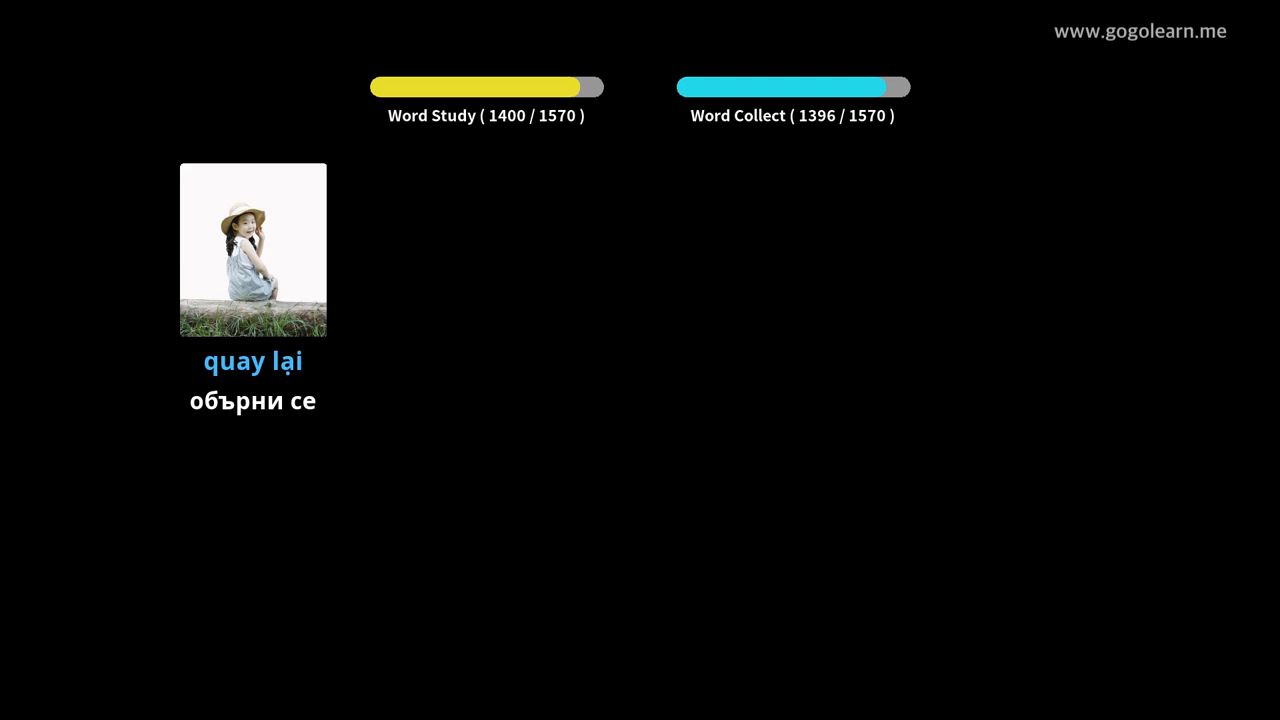 www.gogolearn.me
Word Study ( 1400 / 1570 )
Word Collect ( 1396 / 1570 )
quay lại
обърни се